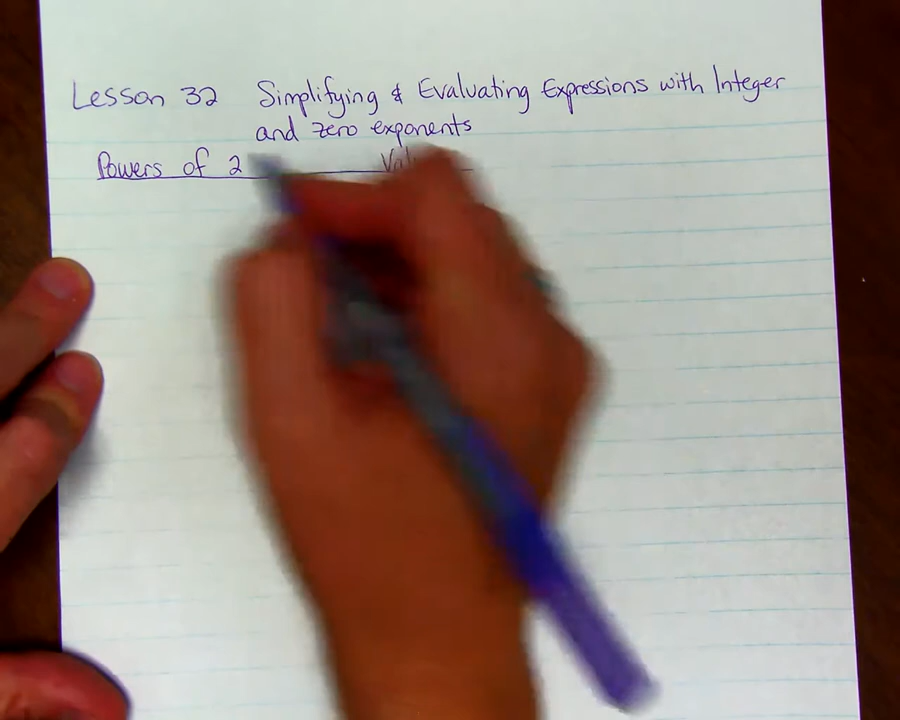 Lesson 32 Simplifying & Evaluating Expressions with Integer
and zero exponents
Powers of 2